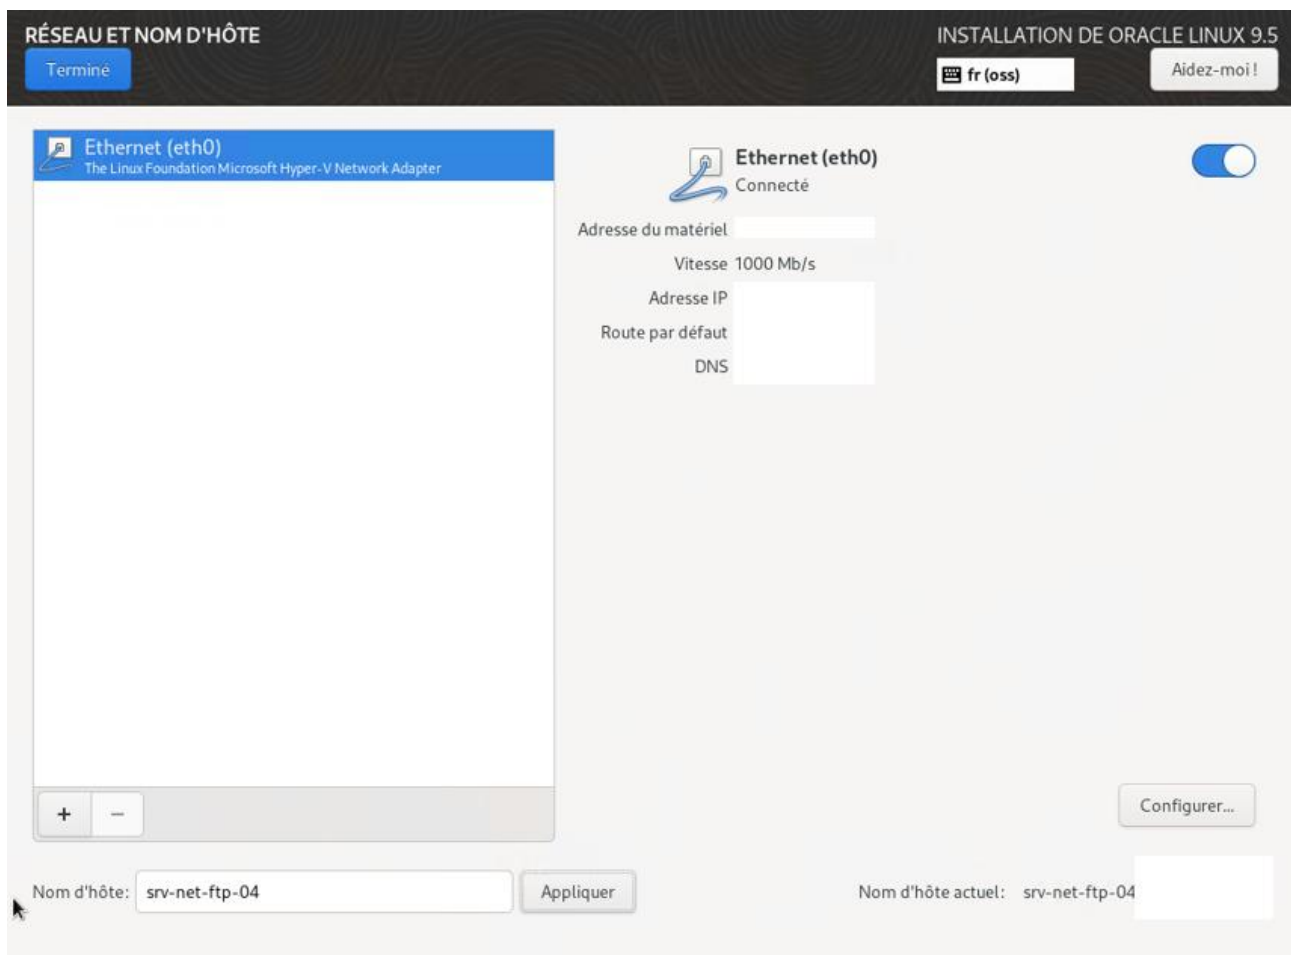 RÉSEAU ET NOM D'HÔTE
INSTALLATION DE ORACLE LINUX 9.5
Terminé
fr (oss)
Aidez-moi !
Ethernet (eth0)
The Linux Foundation Microsoft Hyper-V Network Adapter
Ethernet (eth0)
Connecté
Adresse du matériel
Vitesse 1000 Mb/s
Adresse IP
Route par défaut
DNS
+ −
Configurer...
Nom d'hôte: srv-net-ftp-04 Appliquer
Nom d'hôte actuel: srv-net-ftp-04